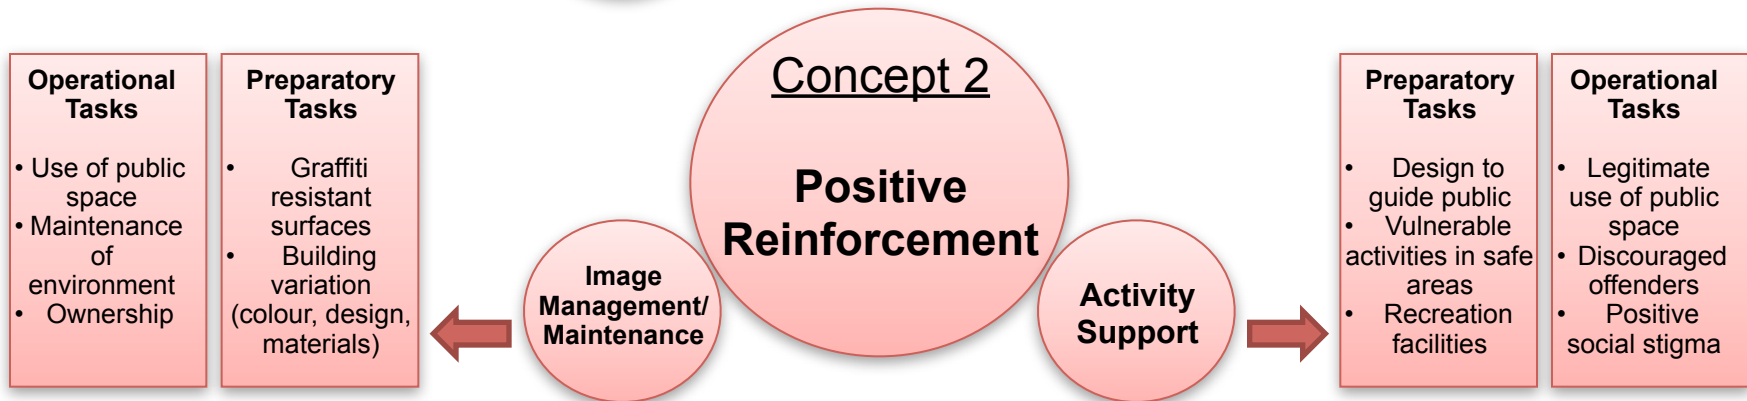 Operational
Tasks
• Use of public
space
• Maintenance
of
environment
• Ownership
Preparatory
Tasks
• Graffiti
resistant
surfaces
• Building
variation
(colour, design,
materials)
Image
Management/
Maintenance
Concept 2
Positive
Reinforcement
Activity
Support
Preparatory
Tasks
• Design to
guide public
• Vulnerable
activities in safe
areas
• Recreation
facilities
Operational
Tasks
• Legitimate
use of public
space
• Discouraged
offenders
• Positive
social stigma